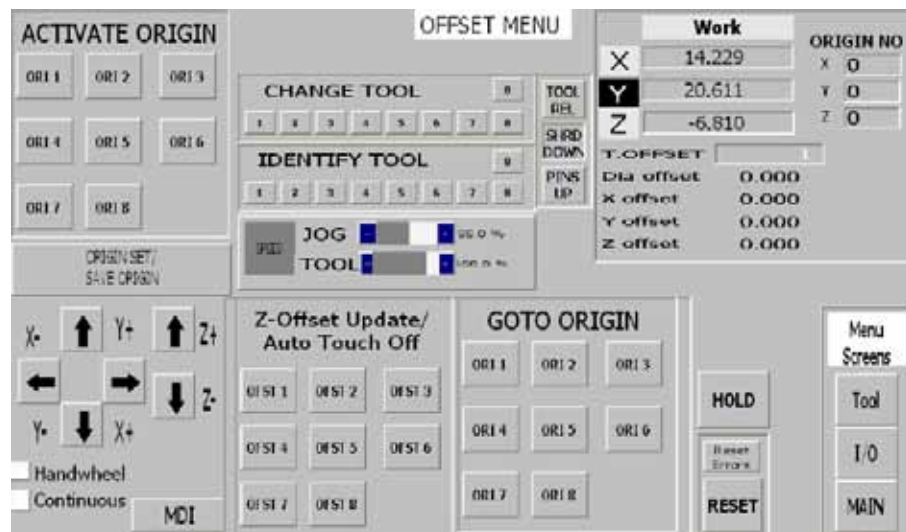 ACTIVATE ORIGIN
ORI 1 ORI 2 ORI 3
ORI 4 ORI 5 ORI 6
ORI 7 ORI 8
ORIGIN SET/
SAVE ORIGIN
OFFSET MENU
CHANGE TOOL
1 2 3 4 5 6 7 8
IDENTIFY TOOL
1 2 3 4 5 6 7 8
TOOL
REL
SHRD
DOWN
PINS
UP
JOG
TOOL
Work
X 14.229
Y 20.611
Z -6.810
ORIGIN NO
X 0
Y 0
Z 0
T.OFFSET 1
Dia offset 0.000
X offset 0.000
Y offset 0.000
Z offset 0.000
X- Y+ Z+
Z-
Y- X+
Handwheel
Continuous
MDI
Z-Offset Update/
Auto Touch Off
OFST 1 OFST 2 OFST 3
OFST 4 OFST 5 OFST 6
OFST 7 OFST 8
GOTO ORIGIN
ORI 1 ORI 2 ORI 3
ORI 4 ORI 5 ORI 6
ORI 7 ORI 8
HOLD
Reset
Errors
RESET
Menu
Screens
Tool
I/O
MAIN